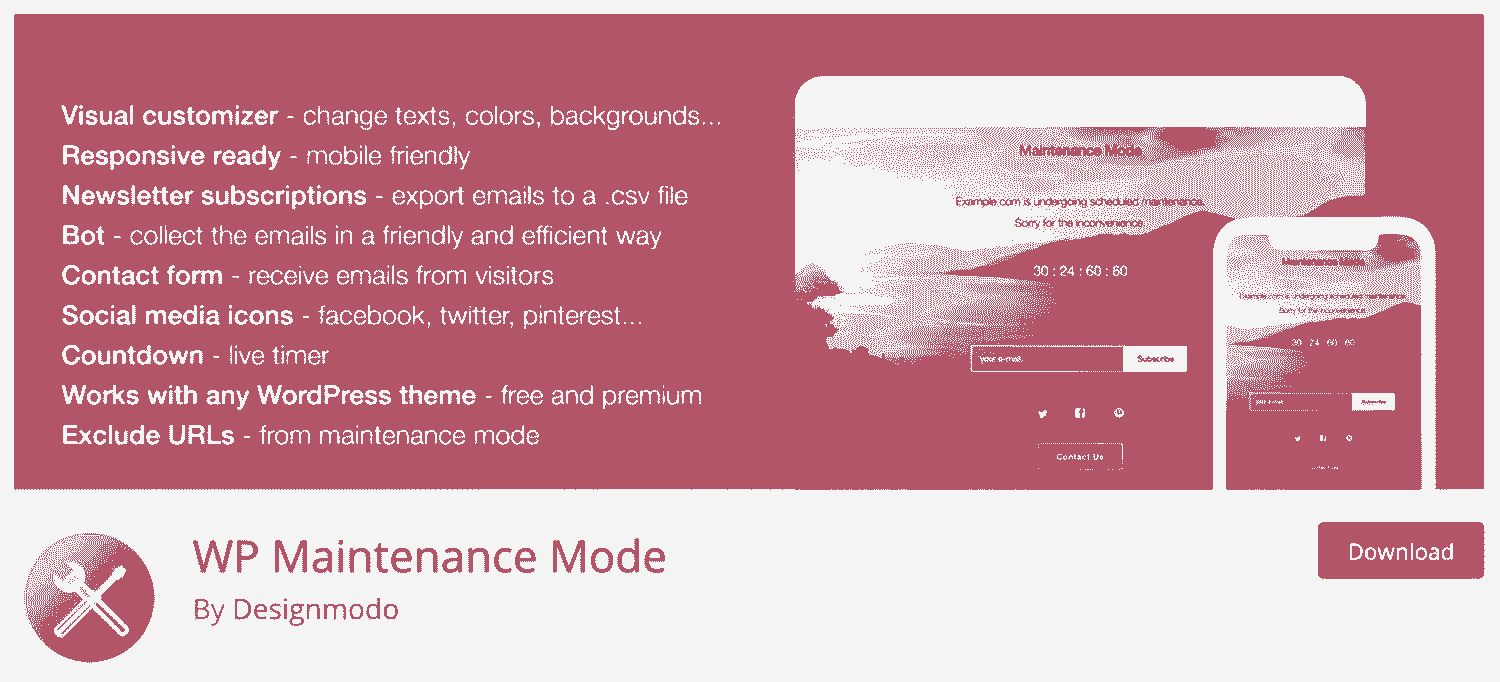 Visual customizer - change texts, colors, backgrounds...
Responsive ready - mobile friendly
Newsletter subscriptions - export emails to a .csv file
Bot - collect the emails in a friendly and efficient way
Contact form - receive emails from visitors
Social media icons - facebook, twitter, pinterest...
Countdown - live timer
Works with any WordPress theme - free and premium
Exclude URLs - from maintenance mode
Maintenance Mode
Example.com is undergoing scheduled maintenance.
Sorry for the inconvenience.
30 : 24 : 60 : 60
your e-mail.
Subscribe
Contact Us
Maintenance Mode
Example.com is undergoing scheduled maintenance.
Sorry for the inconvenience.
30 24 60 60
Subscribe
WP Maintenance Mode
By Designmodo
Download